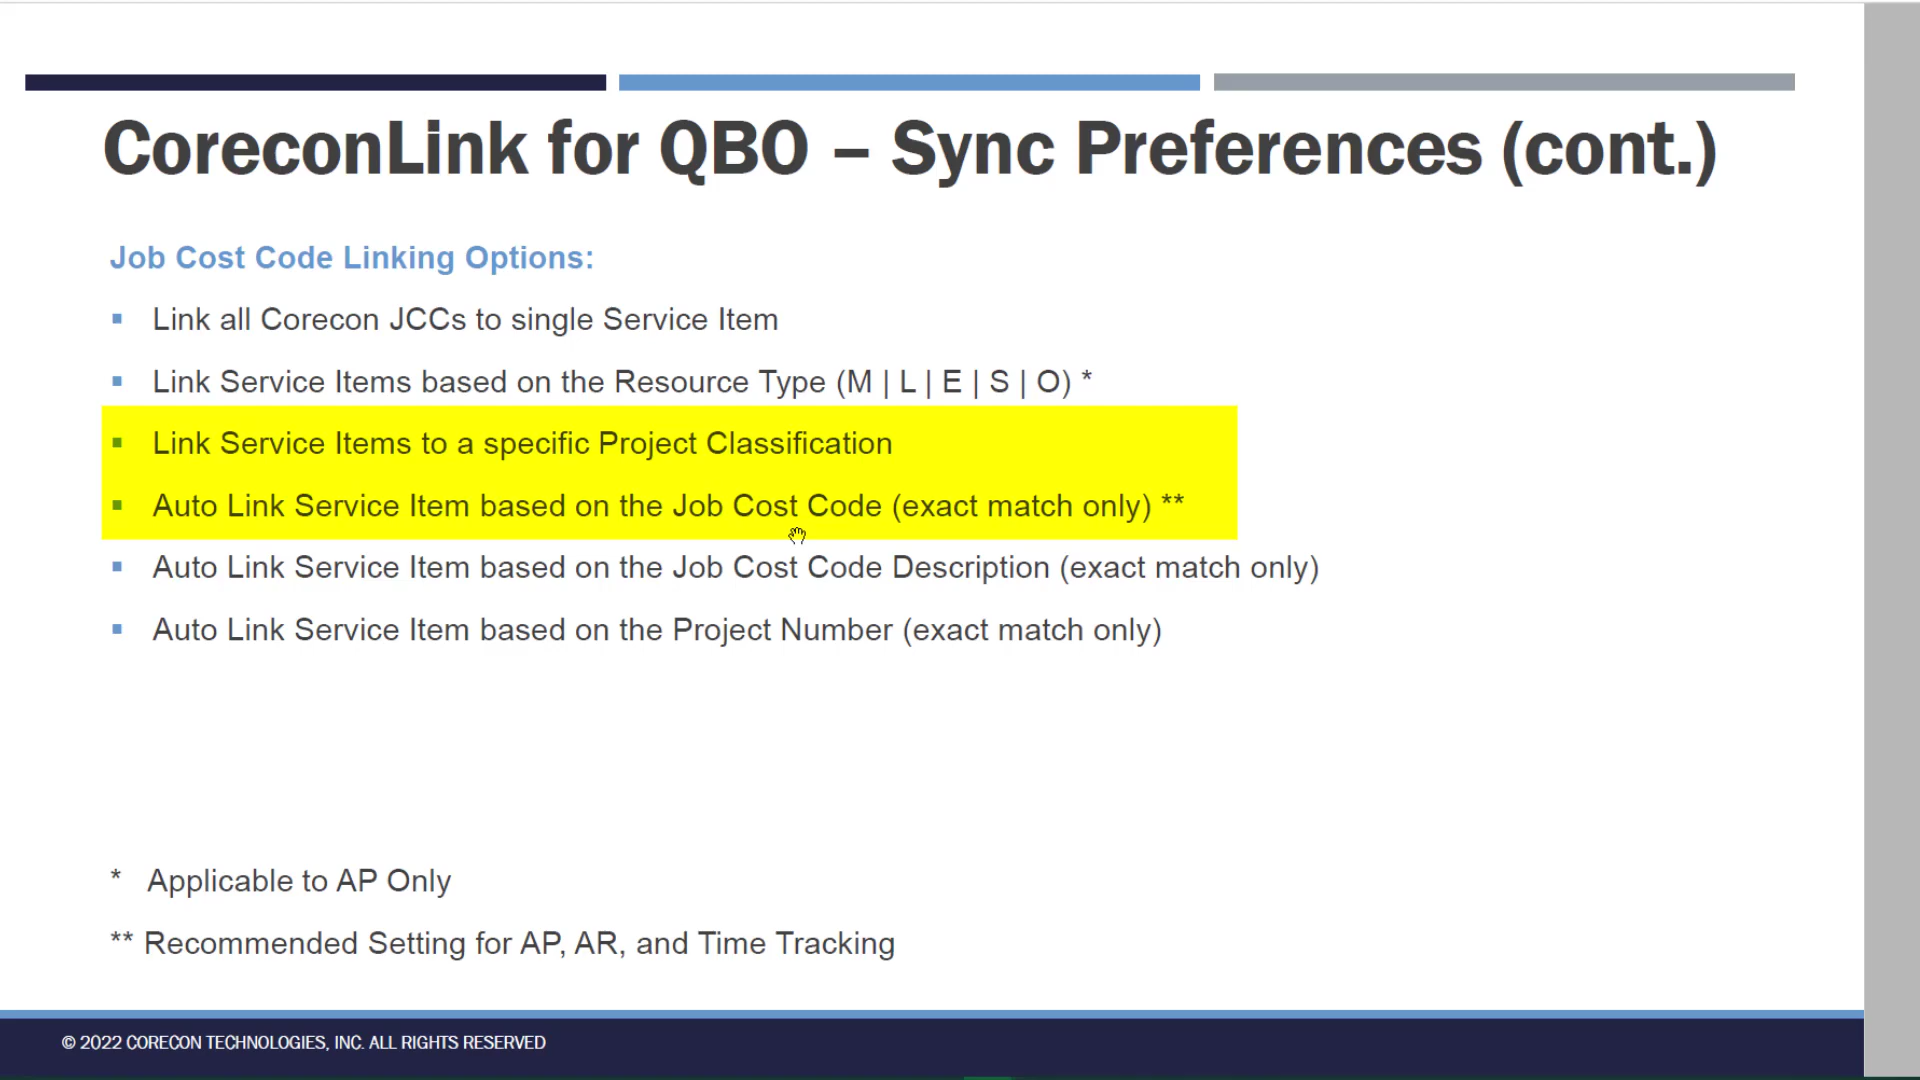 CoreconLink for QBO – Sync Preferences (cont.)
Job Cost Code Linking Options:
▪ Link all Corecon JCCs to single Service Item
▪ Link Service Items based on the Resource Type (M | L | E | S | O) *
▪ Link Service Items to a specific Project Classification
▪ Auto Link Service Item based on the Job Cost Code (exact match only) **
▪ Auto Link Service Item based on the Job Cost Code Description (exact match only)
▪ Auto Link Service Item based on the Project Number (exact match only)
* Applicable to AP Only
** Recommended Setting for AP, AR, and Time Tracking
© 2022 CORECON TECHNOLOGIES, INC. ALL RIGHTS RESERVED